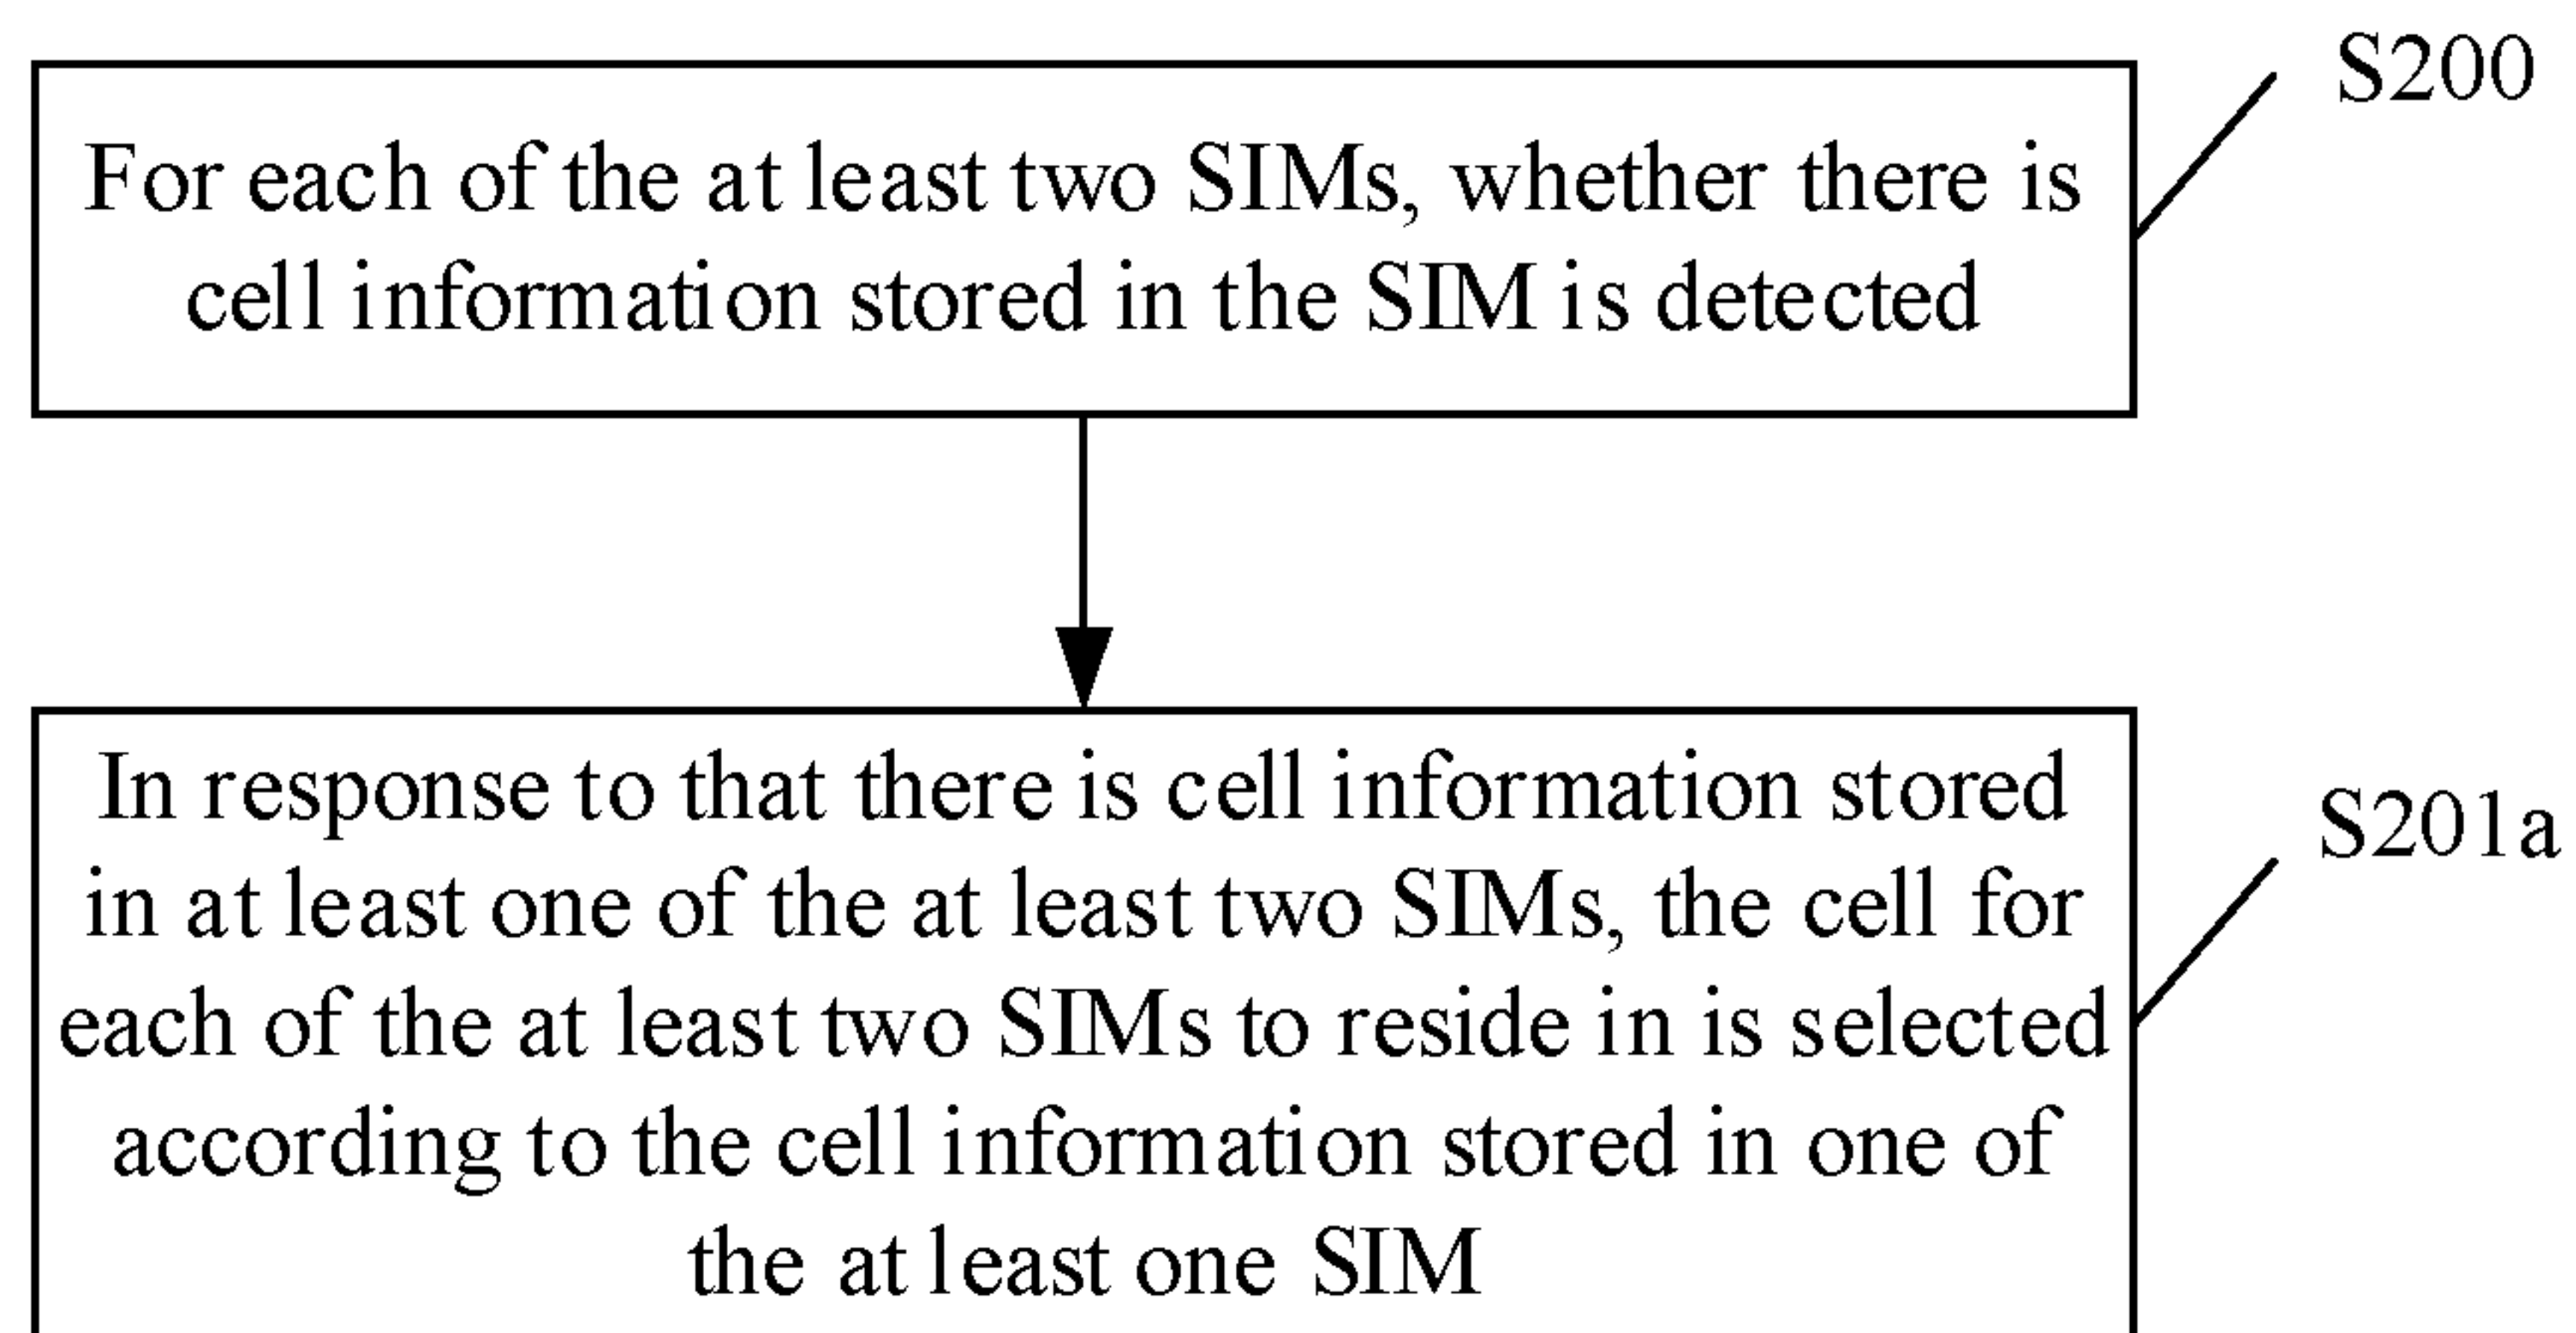 S200
For each of the at least two SIMs, whether there is
cell information stored in the SIM is detected
In response to that there is cell information stored
S201a
in at least one of the at least two SIMs, the cell for
each of the at least two SIMs to reside in is selected
according to the cell information stored in one of
the at least one SIM